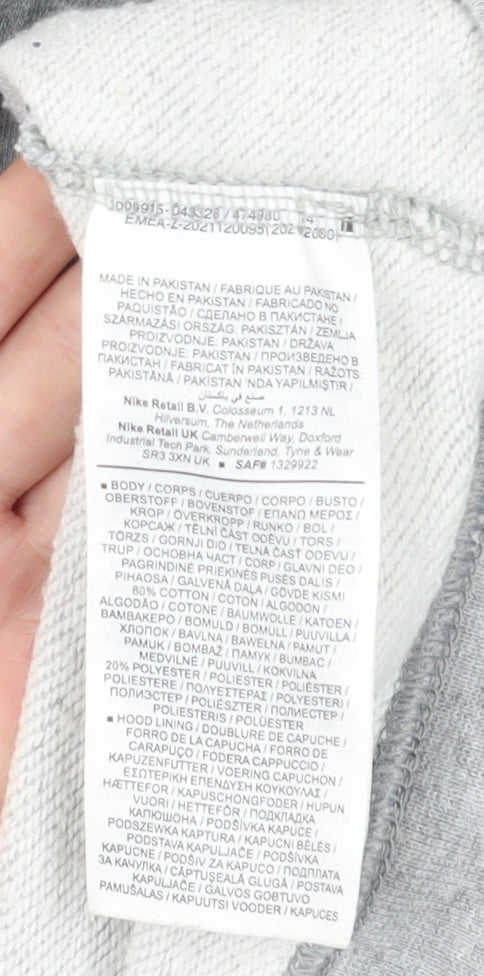 1009915-043326 / 474980 74
EMEA-Z-2021120095(202 2080)
MADE IN PAKISTAN / FABRIQUE AU PAKISTAN /
HECHO EN PAKISTAN / FABRICADO NO
PAQUISTÃO / СДЕЛАНО В ПАКИСТАНЕ /
SZÁRMAZÁSI ORSZÁG: PAKISZTÁN / ZEMLJA
PROIZVODNJE: PAKISTAN / DRŽAVA
PROIZVODNJE: PAKISTAN / ПРОИЗВЕДЕНО В
ПАКИСТАН / FABRICAT ÎN PAKISTAN / RAŽOTS:
PAKISTĀNĀ / PAKISTAN 'NDA YAPILMIŞTIR /
صنع في باكستان
Nike Retail B.V. Colosseum 1, 1213 NL
Hilversum, The Netherlands
Nike Retail UK Camberwell Way, Doxford
Industrial Tech Park, Sunderland, Tyne & Wear
SR3 3XN UK ■ SAF# 1329922
■ BODY / CORPS / CUERPO / CORPO / BUSTO /
OBERSTOFF / BOVENSTOF / ΕΠΑΝΩ ΜΕΡΟΣ /
KROP / OVERKROPP / RUNKO / BOL /
КОРСАЖ / TĚLNÍ ČÁST ODĚVU / TORS /
TÖRZS / GORNJI DIO / TELNÁ ČASŤ ODEVU /
TRUP / ОСНОВНА ЧАСТ / CORP / GLAVNI DEO /
PAGRINDINĖ PRIEKINĖS PUSĖS DALIS /
PIHAOSA / GALVENĀ DAĻA / GÖVDE KISMI
80% COTTON / COTON / ALGODON /
ALGODÃO / COTONE / BAUMWOLLE / KATOEN /
ΒΑΜΒΑΚΕΡΟ / BOMULD / BOMULL / PUUVILLA /
ХЛОПОК / BAVLNA / BAWEŁNA / PAMUT /
PAMUK / BOMBAŽ / ПАМУК / BUMBAC /
MEDVILNĖ / PUUVILL / KOKVILNA
20% POLYESTER / POLIESTER / POLIÉSTER /
POLIESTERE / ΠΟΛΥΕΣΤΕΡΑΣ / POLYESTERI /
ПОЛИЭСТЕР / POLIÉSZTER / ПОЛИЕСТЕР /
POLIESTERIS / POLÜESTER
■ HOOD LINING / DOUBLURE DE CAPUCHE /
FORRO DE LA CAPUCHA / FORRO DE
CARAPUÇO / FODERA CAPPUCCIO /
KAPUZENFUTTER / VOERING CAPUCHON /
ΕΣΩΤΕΡΙΚΗ ΕΠΕΝΔΥΣΗ ΚΟΥΚΟΥΛΑΣ /
HÆTTEFOR / KAPUSCHONGFODER / HUPUN
VUORI / HETTEFÔR / ПОДКЛАДКА
КАПЮШОНА / PODŠÍVKA KAPUCE /
PODSZEWKA KAPTURA / KAPUCNI BÉLÉS /
PODSTAVA KAPULJAČE / PODŠÍVKA
KAPUCNE / PODŠIV ZA KAPUCO / ПОДПЛАТА
ЗА КАЧУЛКА / CĂPTUŞEALĂ GLUGĂ / POSTAVA
KAPULJAČE / GALVOS GOBTUVO
PAMUŠALAS / KAPUUTSI VOODER / KAPUCES